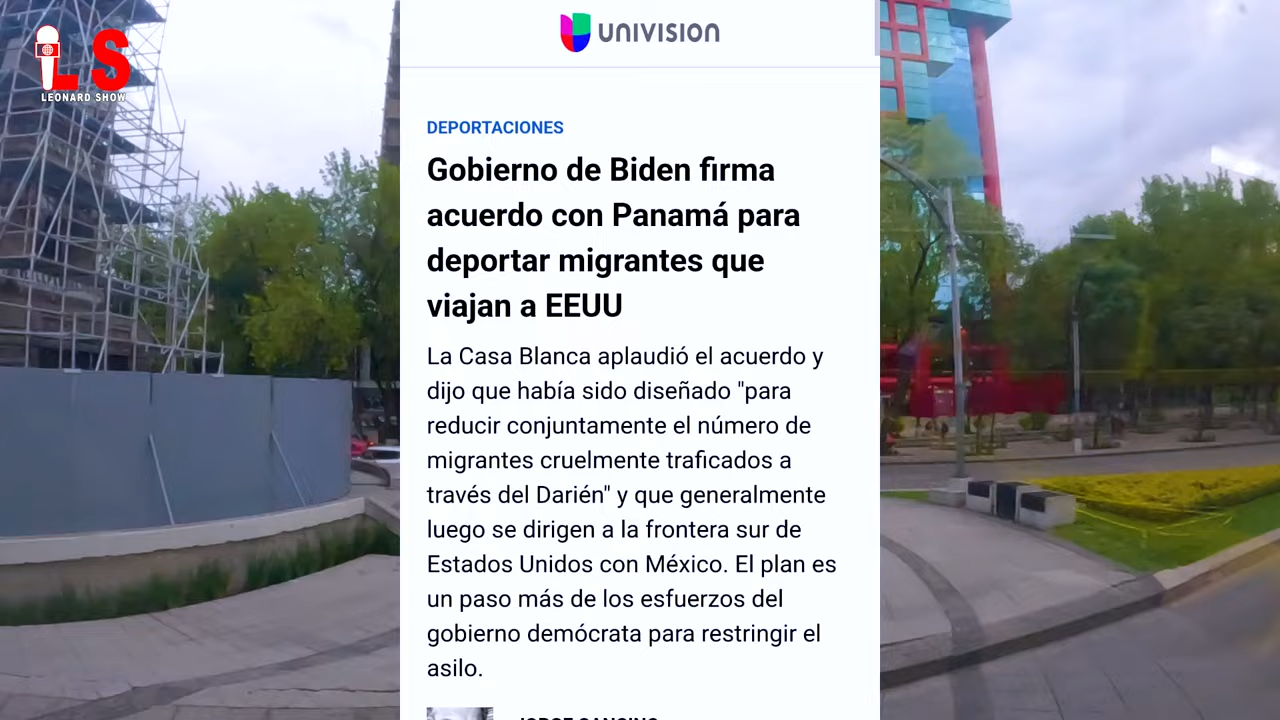 LS
LEONARD SHOW
UNIVISION
DEPORTACIONES
Gobierno de Biden firma
acuerdo con Panamá para
deportar migrantes que
viajan a EEUU
La Casa Blanca aplaudió el acuerdo y
dijo que había sido diseñado "para
reducir conjuntamente el número de
migrantes cruelmente traficados a
través del Darién" y que generalmente
luego se dirigen a la frontera sur de
Estados Unidos con México. El plan es
un paso más de los esfuerzos del
gobierno demócrata para restringir el
asilo.